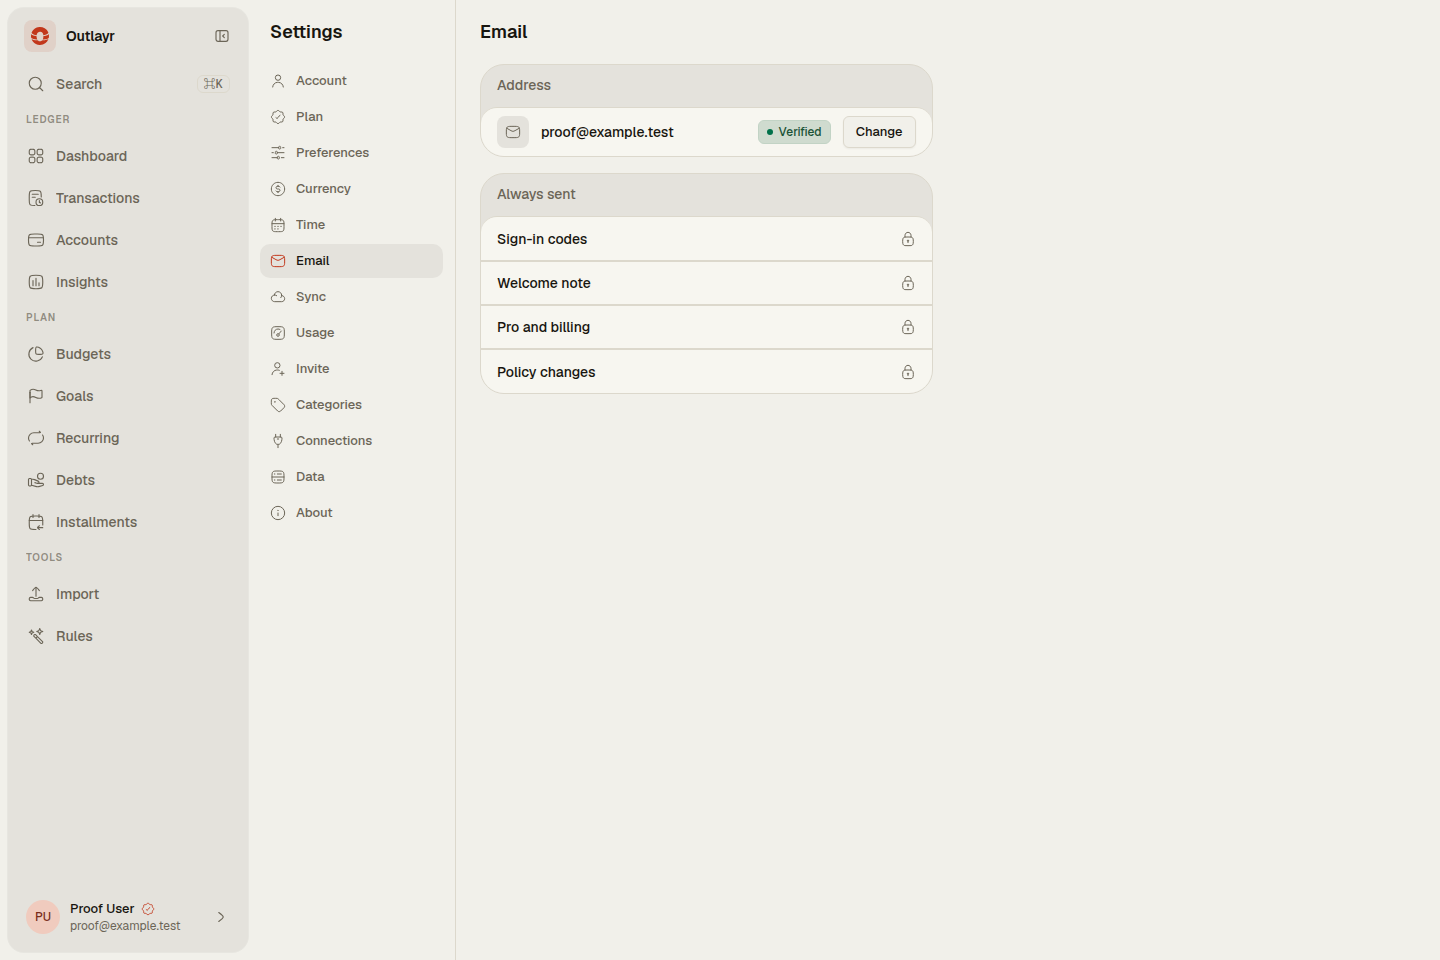 Outlayr
Search ⌘K
LEDGER
Dashboard
Transactions
Accounts
Insights
PLAN
Budgets
Goals
Recurring
Debts
Installments
TOOLS
Import
Rules
PU
Proof User
proof@example.test
Settings
Account
Plan
Preferences
Currency
Time
Email
Sync
Usage
Invite
Categories
Connections
Data
About
Email
Address
proof@example.test Verified Change
Always sent
Sign-in codes
Welcome note
Pro and billing
Policy changes